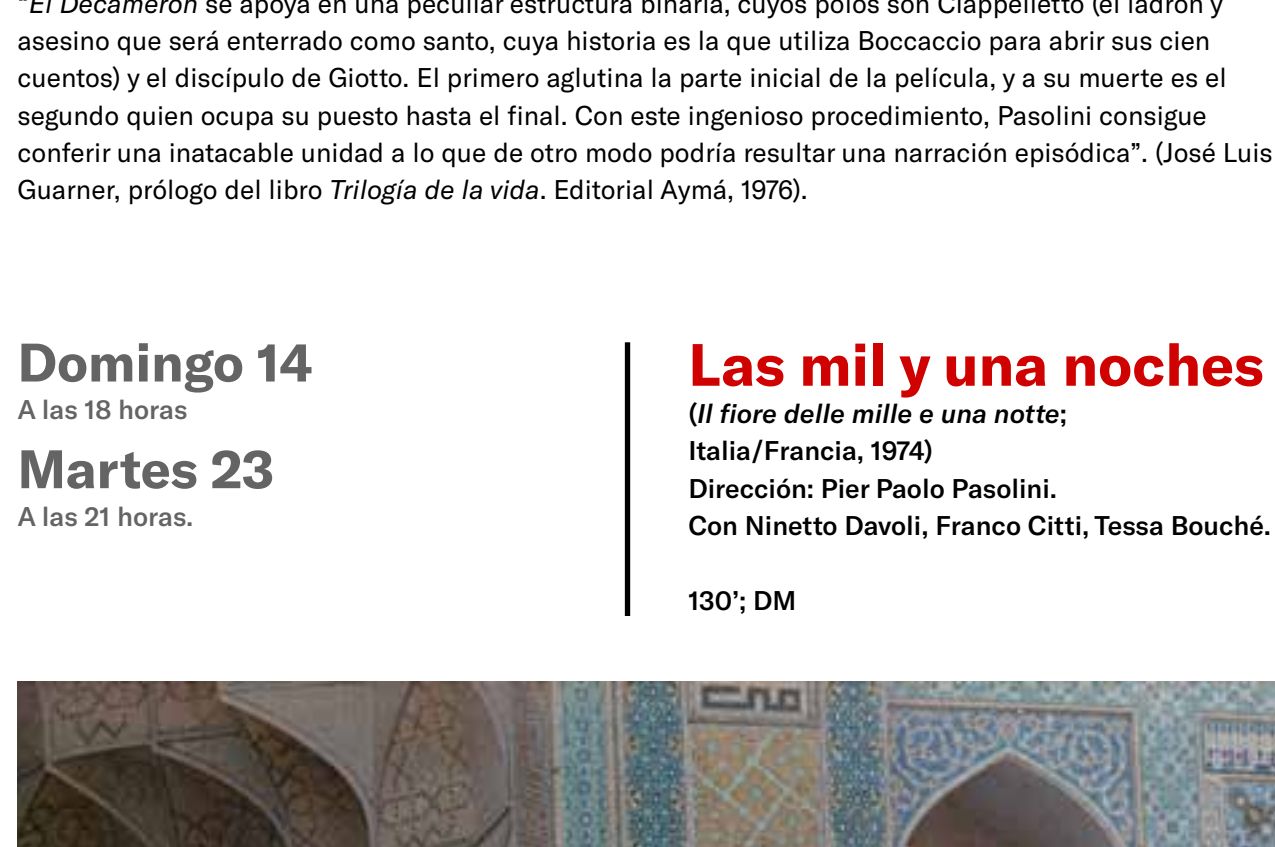 “El Decamerón se apoya en una peculiar estructura binaria, cuyos polos son Ciappelletto (el ladrón y
asesino que será enterrado como santo, cuya historia es la que utiliza Boccaccio para abrir sus cien
cuentos) y el discípulo de Giotto. El primero aglutina la parte inicial de la película, y a su muerte es el
segundo quien ocupa su puesto hasta el final. Con este ingenioso procedimiento, Pasolini consigue
conferir una inatacable unidad a lo que de otro modo podría resultar una narración episódica”. (José Luis
Guarner, prólogo del libro Trilogía de la vida. Editorial Aymá, 1976).
Domingo 14
A las 18 horas
Martes 23
A las 21 horas.
Las mil y una noches
(Il fiore delle mille e una notte;
Italia/Francia, 1974)
Dirección: Pier Paolo Pasolini.
Con Ninetto Davoli, Franco Citti, Tessa Bouché.
130’; DM